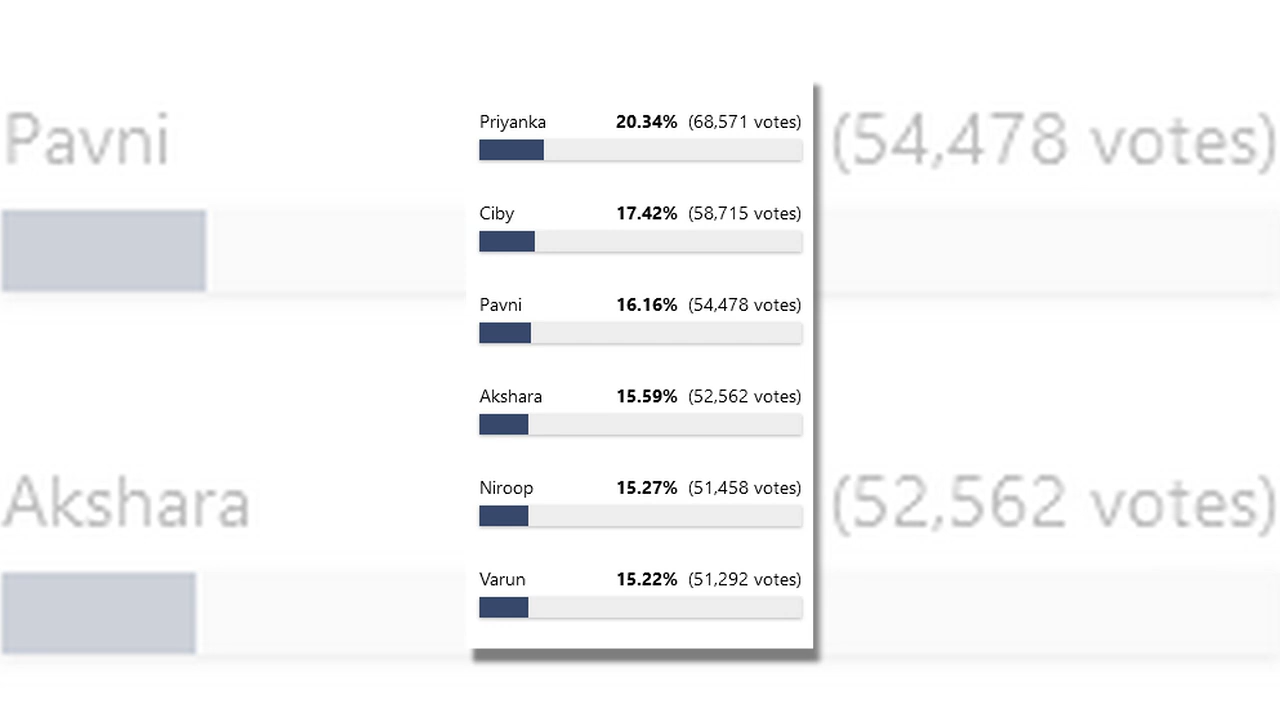 Priyanka 20.34% (68,571 votes)
Ciby 17.42% (58,715 votes)
Pavni 16.16% (54,478 votes)
Akshara 15.59% (52,562 votes)
Niroop 15.27% (51,458 votes)
Varun 15.22% (51,292 votes)
Pavni (54,478 votes)
Akshara (52,562 votes)